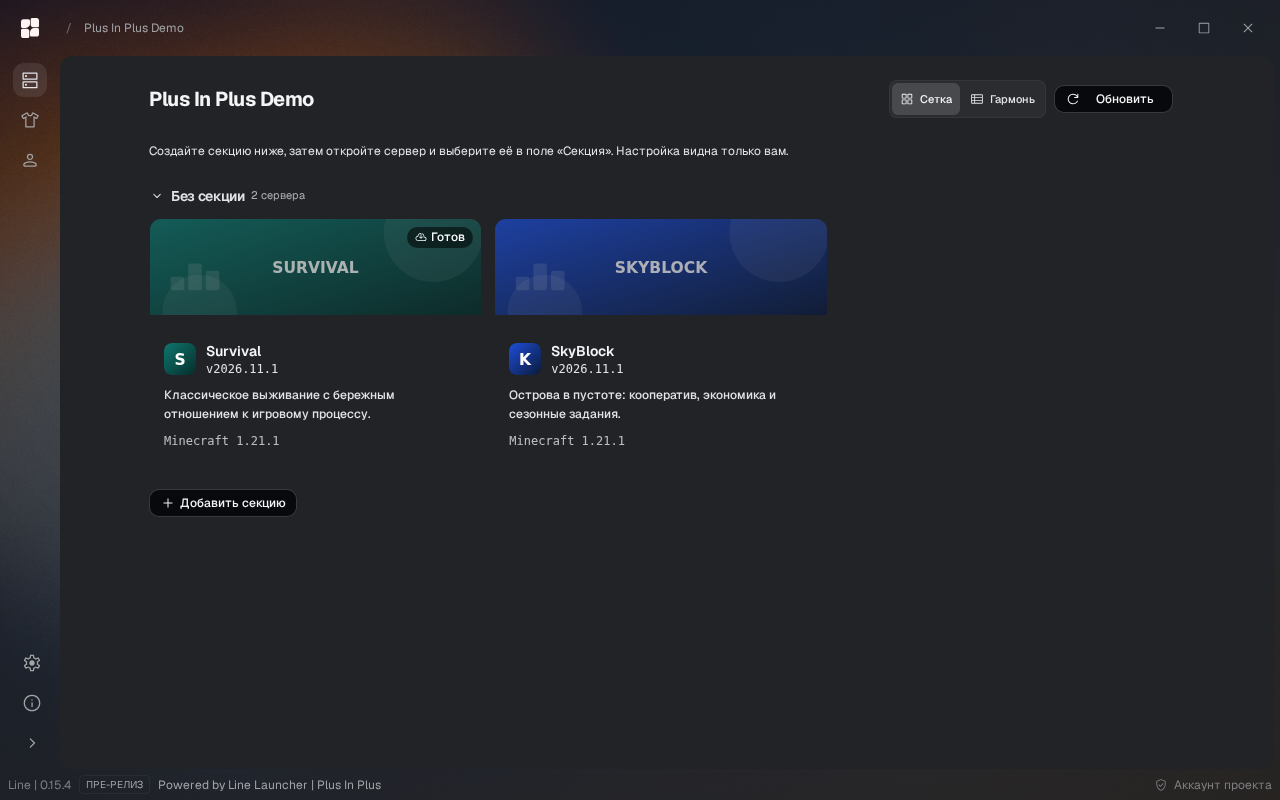 / Plus In Plus Demo
Plus In Plus Demo
Сетка
Гармонь
Обновить
Создайте секцию ниже, затем откройте сервер и выберите её в поле «Секция». Настройка видна только вам.
Без секции 2 сервера
Готов
SURVIVAL
SKYBLOCK
S
Survival
v2026.11.1
Классическое выживание с бережным
отношением к игровому процессу.
Minecraft 1.21.1
K
SkyBlock
v2026.11.1
Острова в пустоте: кооператив, экономика и
сезонные задания.
Minecraft 1.21.1
Добавить секцию
Line | 0.15.4 ПРЕ-РЕЛИЗ Powered by Line Launcher | Plus In Plus
Аккаунт проекта